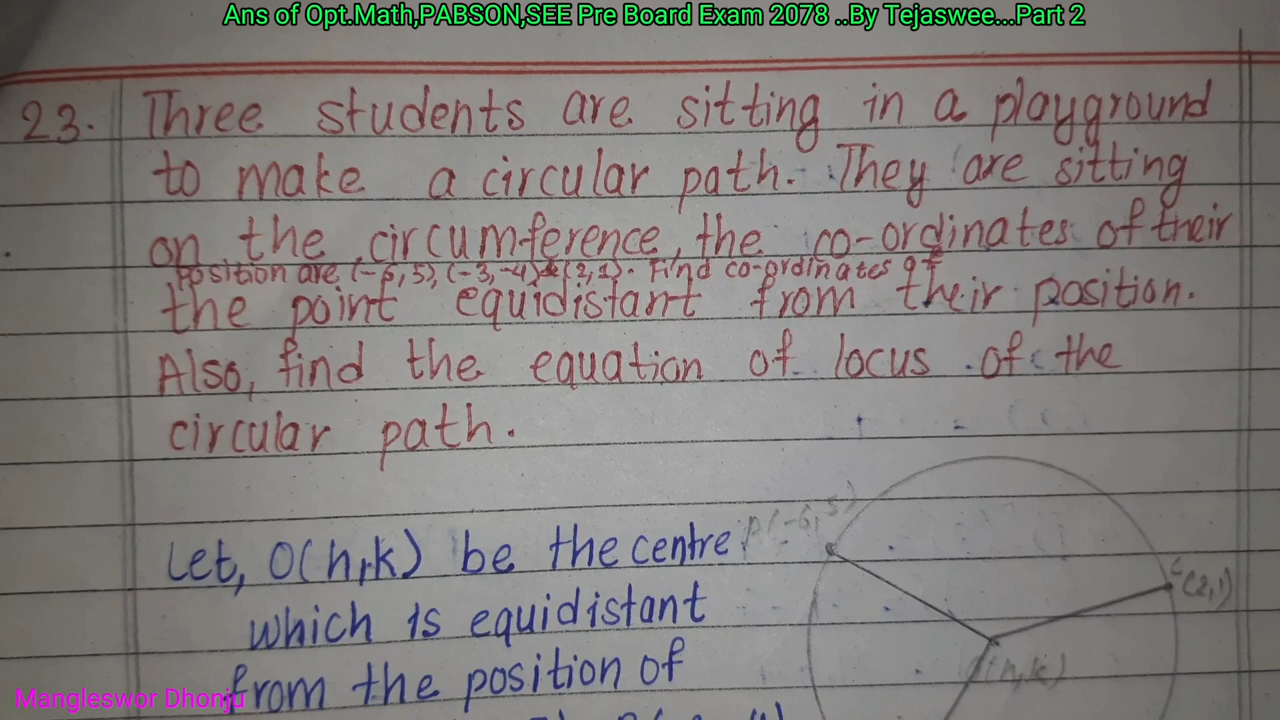 Ans of Opt.Math,PABSON,SEE Pre Board Exam 2078 ..By Tejaswee...Part 2
23. Three students are sitting in a playground
to make a circular path. They are sitting
on the circumference, the co-ordinates of their
position are (-6,5), (-3,-4) & (2,1). Find co-ordinates of
the point equidistant from their position.
Also, find the equation of locus of the
circular path.
Let, O(h,k) be the centre
which is equidistant
from the position of
P(-6,5)
(2,1)
(h,k)
Mangleswor Dhonju